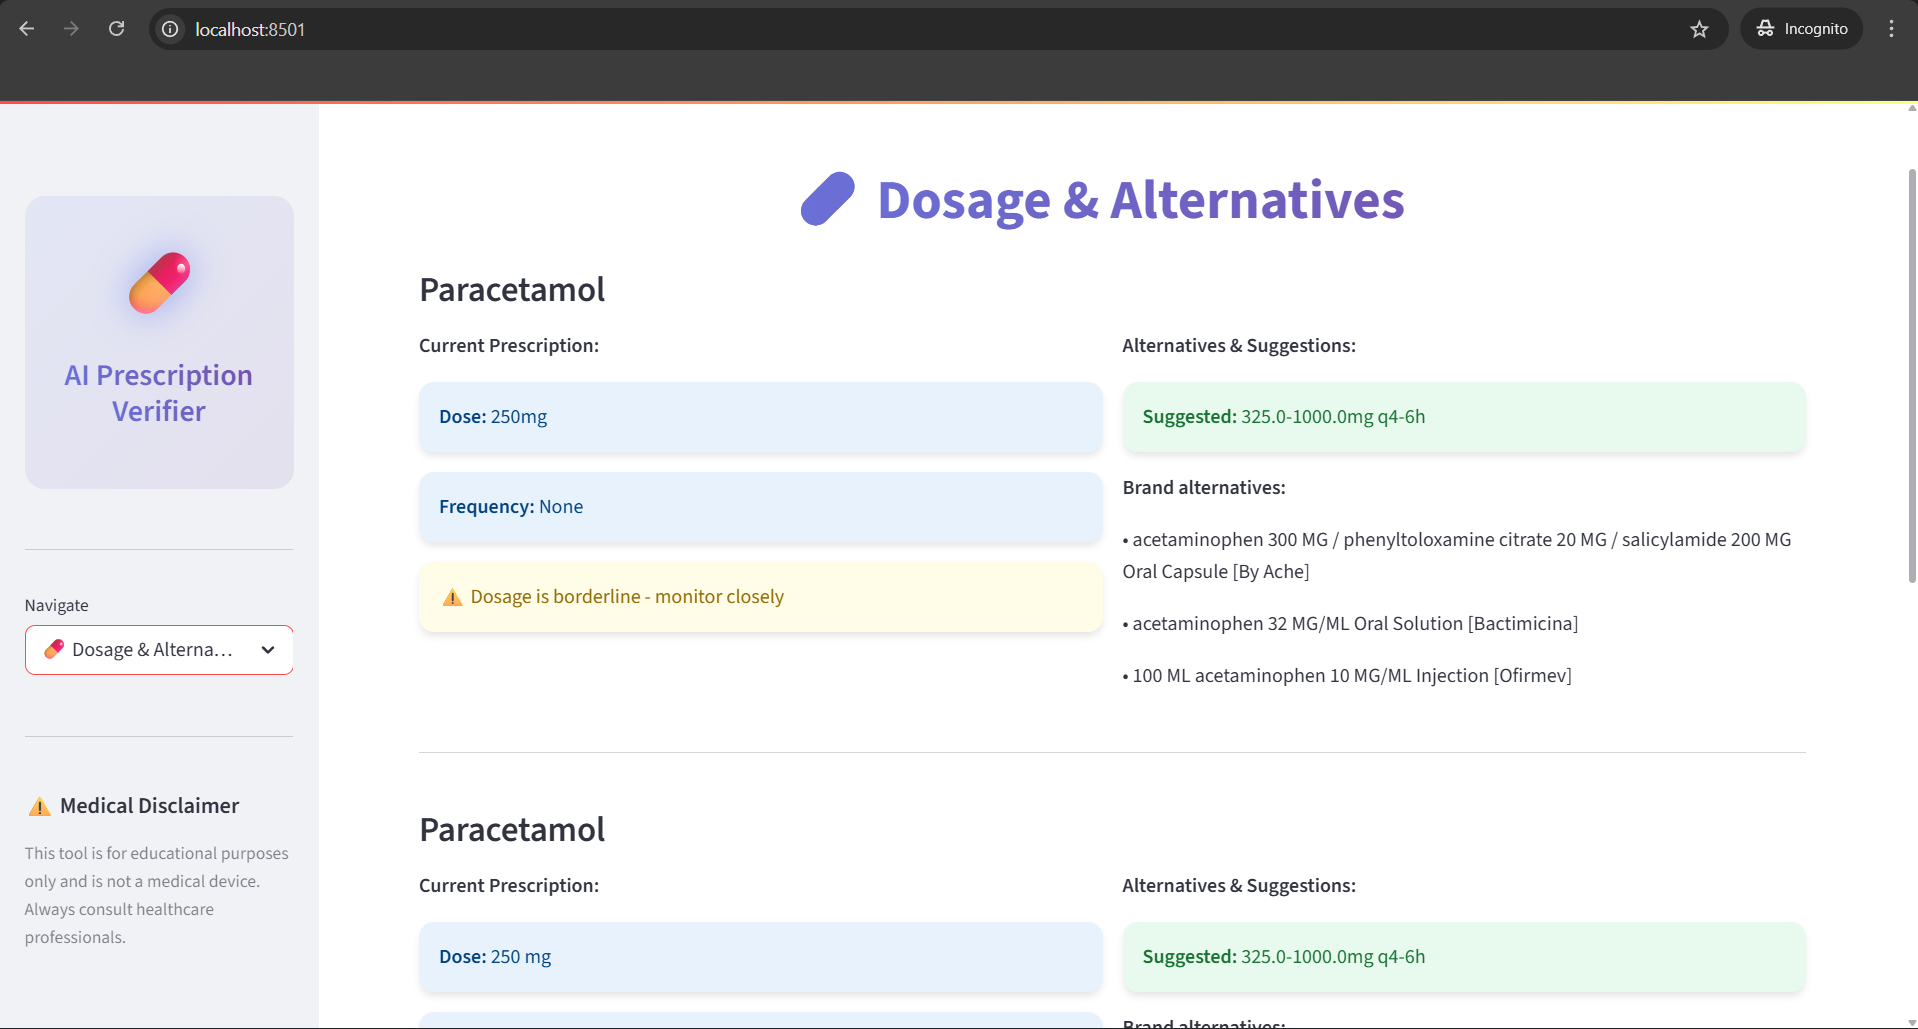 localhost:8501
Incognito
AI Prescription
Verifier
Navigate
Dosage & Alterna...
Medical Disclaimer
This tool is for educational purposes
only and is not a medical device.
Always consult healthcare
professionals.
Dosage & Alternatives
Paracetamol
Current Prescription:
Dose: 250mg
Frequency: None
Dosage is borderline - monitor closely
Alternatives & Suggestions:
Suggested: 325.0-1000.0mg q4-6h
Brand alternatives:
• acetaminophen 300 MG / phenyltoloxamine citrate 20 MG / salicylamide 200 MG
Oral Capsule [By Ache]
• acetaminophen 32 MG/ML Oral Solution [Bactimicina]
• 100 ML acetaminophen 10 MG/ML Injection [Ofirmev]
Paracetamol
Current Prescription:
Dose: 250 mg
Alternatives & Suggestions:
Suggested: 325.0-1000.0mg q4-6h
Brand alternatives: